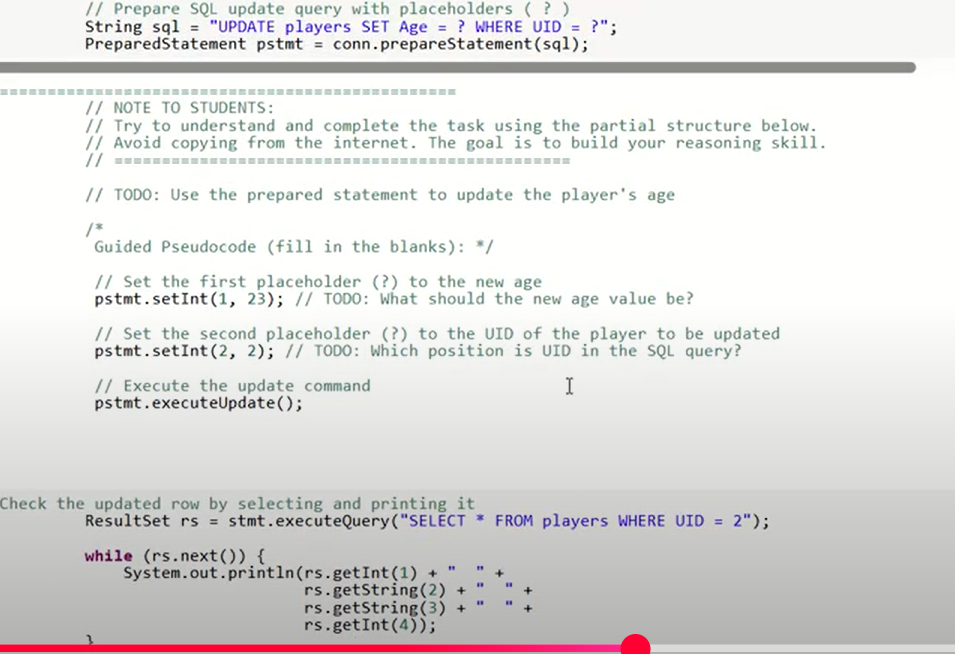 // Prepare SQL update query with placeholders ( ? )
String sql = "UPDATE players SET Age = ? WHERE UID = ?";
PreparedStatement pstmt = conn.prepareStatement(sql);
================================================
// NOTE TO STUDENTS:
// Try to understand and complete the task using the partial structure below.
// Avoid copying from the internet. The goal is to build your reasoning skill.
// ================================================
// TODO: Use the prepared statement to update the player's age
/*
Guided Pseudocode (fill in the blanks): */
// Set the first placeholder (?) to the new age
pstmt.setInt(1, 23); // TODO: What should the new age value be?
// Set the second placeholder (?) to the UID of the player to be updated
pstmt.setInt(2, 2); // TODO: Which position is UID in the SQL query?
// Execute the update command
pstmt.executeUpdate();
Check the updated row by selecting and printing it
ResultSet rs = stmt.executeQuery("SELECT * FROM players WHERE UID = 2");
while (rs.next()) {
System.out.println(rs.getInt(1) + "  " +
rs.getString(2) + "  " +
rs.getString(3) + "  " +
rs.getInt(4));
}